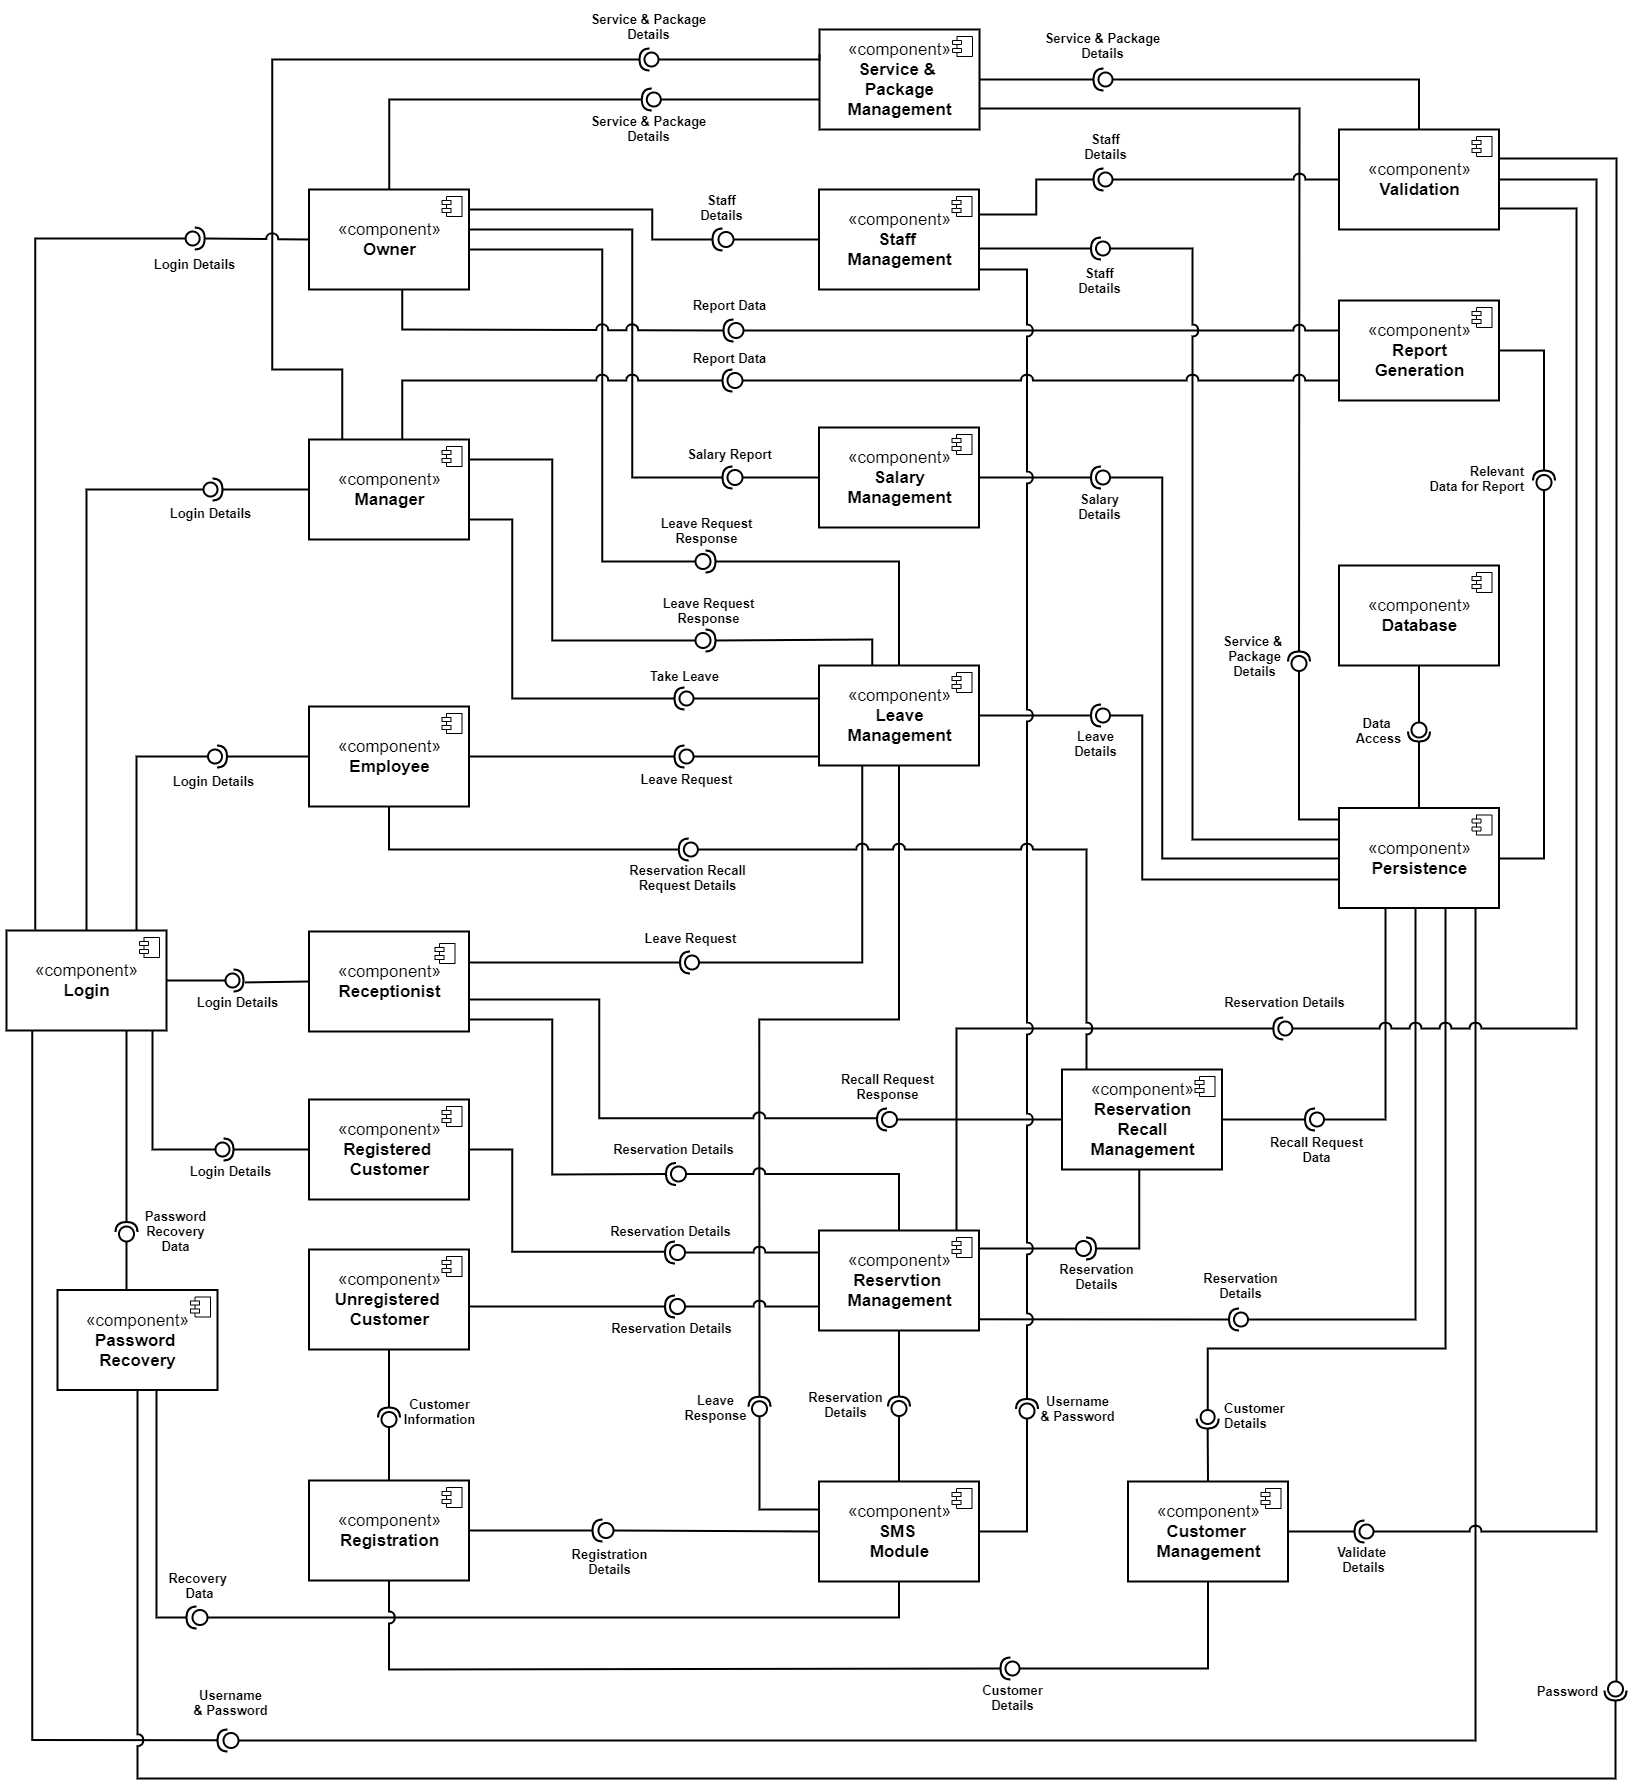 Service & Package
Details
«component»
Service &
Package
Management
Service & Package
Details
Service & Package
Details
Staff
Details
«component»
Validation
«component»
Owner
Staff
Details
«component»
Staff
Management
Login Details
Staff
Details
Report Data
«component»
Report
Generation
Report Data
«component»
Manager
Login Details
Salary Report
«component»
Salary
Management
Salary
Details
Relevant
Data for Report
Leave Request
Response
Leave Request
Response
«component»
Database
Service &
Package
Details
Take Leave
«component»
Leave
Management
Leave
Details
Data
Access
«component»
Employee
Login Details
Leave Request
Reservation Recall
Request Details
«component»
Persistence
«component»
Login
Login Details
«component»
Receptionist
Leave Request
Reservation Details
Recall Request
Response
«component»
Reservation
Recall
Management
Recall Request
Data
«component»
Registered
Customer
Login Details
Reservation Details
Password
Recovery
Data
Reservation Details
«component»
Reservtion
Management
Reservation
Details
Reservation
Details
«component»
Unregistered
Customer
Reservation Details
«component»
Password
Recovery
Customer
Information
Leave
Response
Reservation
Details
Username
& Password
Customer
Details
«component»
Registration
Registration
Details
«component»
SMS
Module
«component»
Customer
Management
Validate
Details
Recovery
Data
Customer
Details
Password
Username
& Password